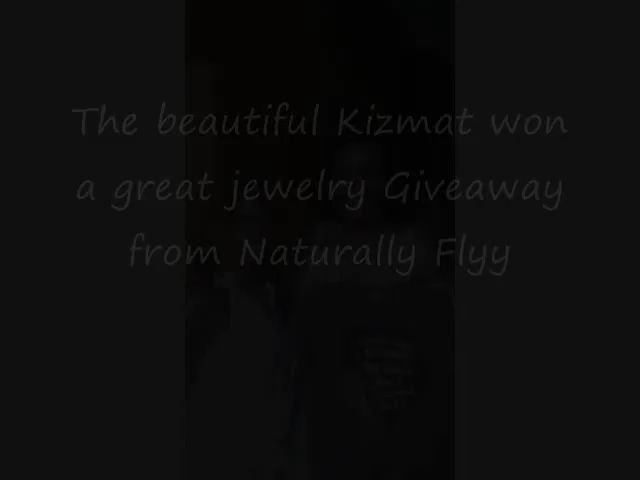 The beautiful Kizmat won
a great jewelry Giveaway
from Naturally Flyy